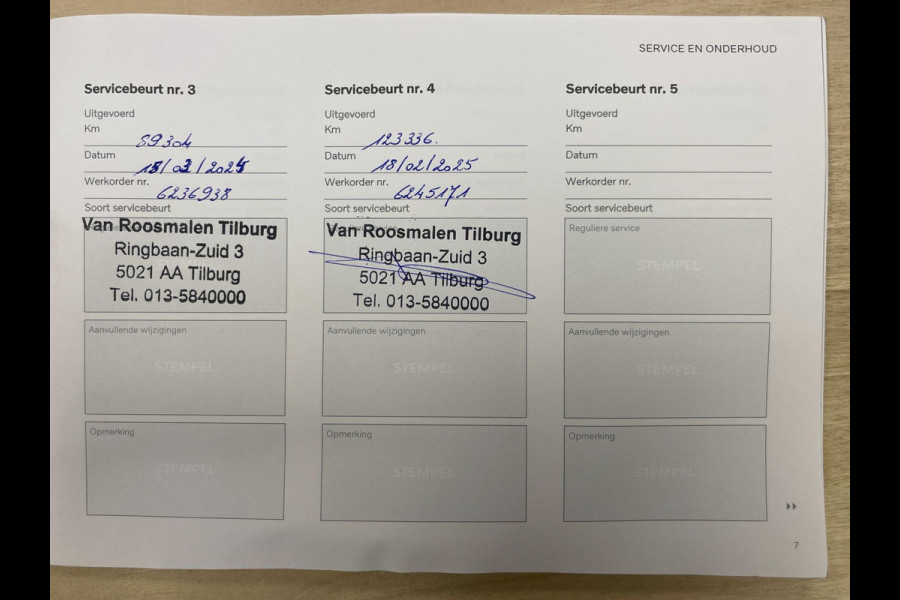 SERVICE EN ONDERHOUD
Servicebeurt nr. 3
Uitgevoerd
Km
89304
Datum
Werkorder nr.
6236938
Soort servicebeurt
Van Roosmalen Tilburg
Ringbaan-Zuid 3
5021 AA Tilburg
Tel. 013-5840000
Aanvullende wijzigingen
STEMPEL
Opmerking
STEMPEL
Servicebeurt nr. 4
Uitgevoerd
Km
123336.
Datum
18/02/2025
Werkorder nr.
6245171
Soort servicebeurt
Van Roosmalen Tilburg
Ringbaan-Zuid 3
5021 AA Tilburg
Tel. 013-5840000
Aanvullende wijzigingen
STEMPEL
Opmerking
STEMPEL
Servicebeurt nr. 5
Uitgevoerd
Km
Datum
Werkorder nr.
Soort servicebeurt
Reguliere service
STEMPEL
Aanvullende wijzigingen
STEMPEL
Opmerking
STEMPEL
7